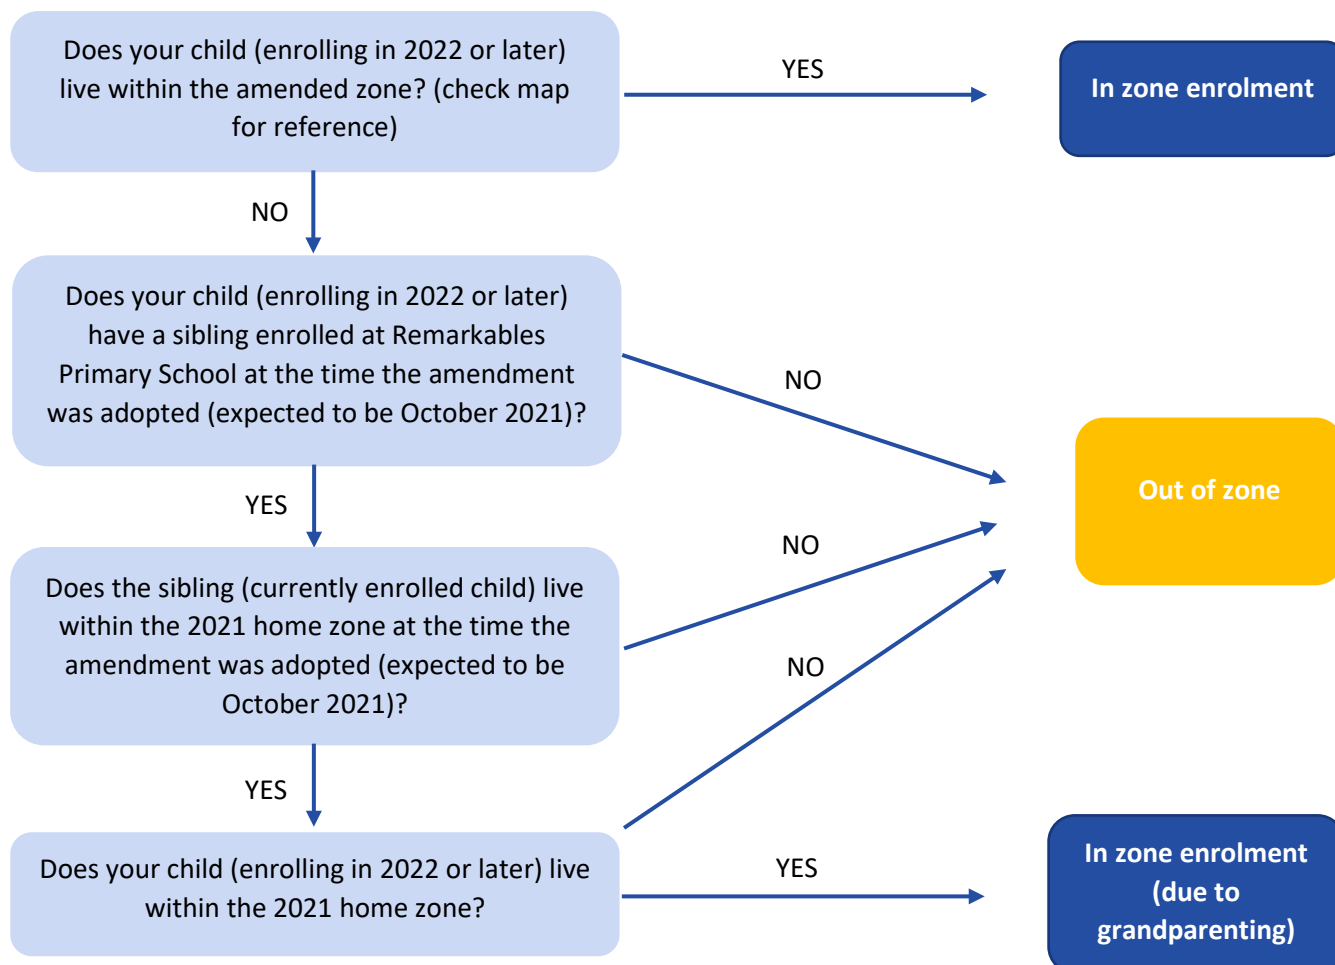 Does your child (enrolling in 2022 or later)
live within the amended zone? (check map
for reference)
YES
In zone enrolment
NO
Does your child (enrolling in 2022 or later)
have a sibling enrolled at Remarkables
Primary School at the time the amendment
was adopted (expected to be October 2021)?
NO
Out of zone
YES
Does the sibling (currently enrolled child) live
within the 2021 home zone at the time the
amendment was adopted (expected to be
October 2021)?
NO
NO
YES
Does your child (enrolling in 2022 or later) live
within the 2021 home zone?
YES
In zone enrolment
(due to
grandparenting)